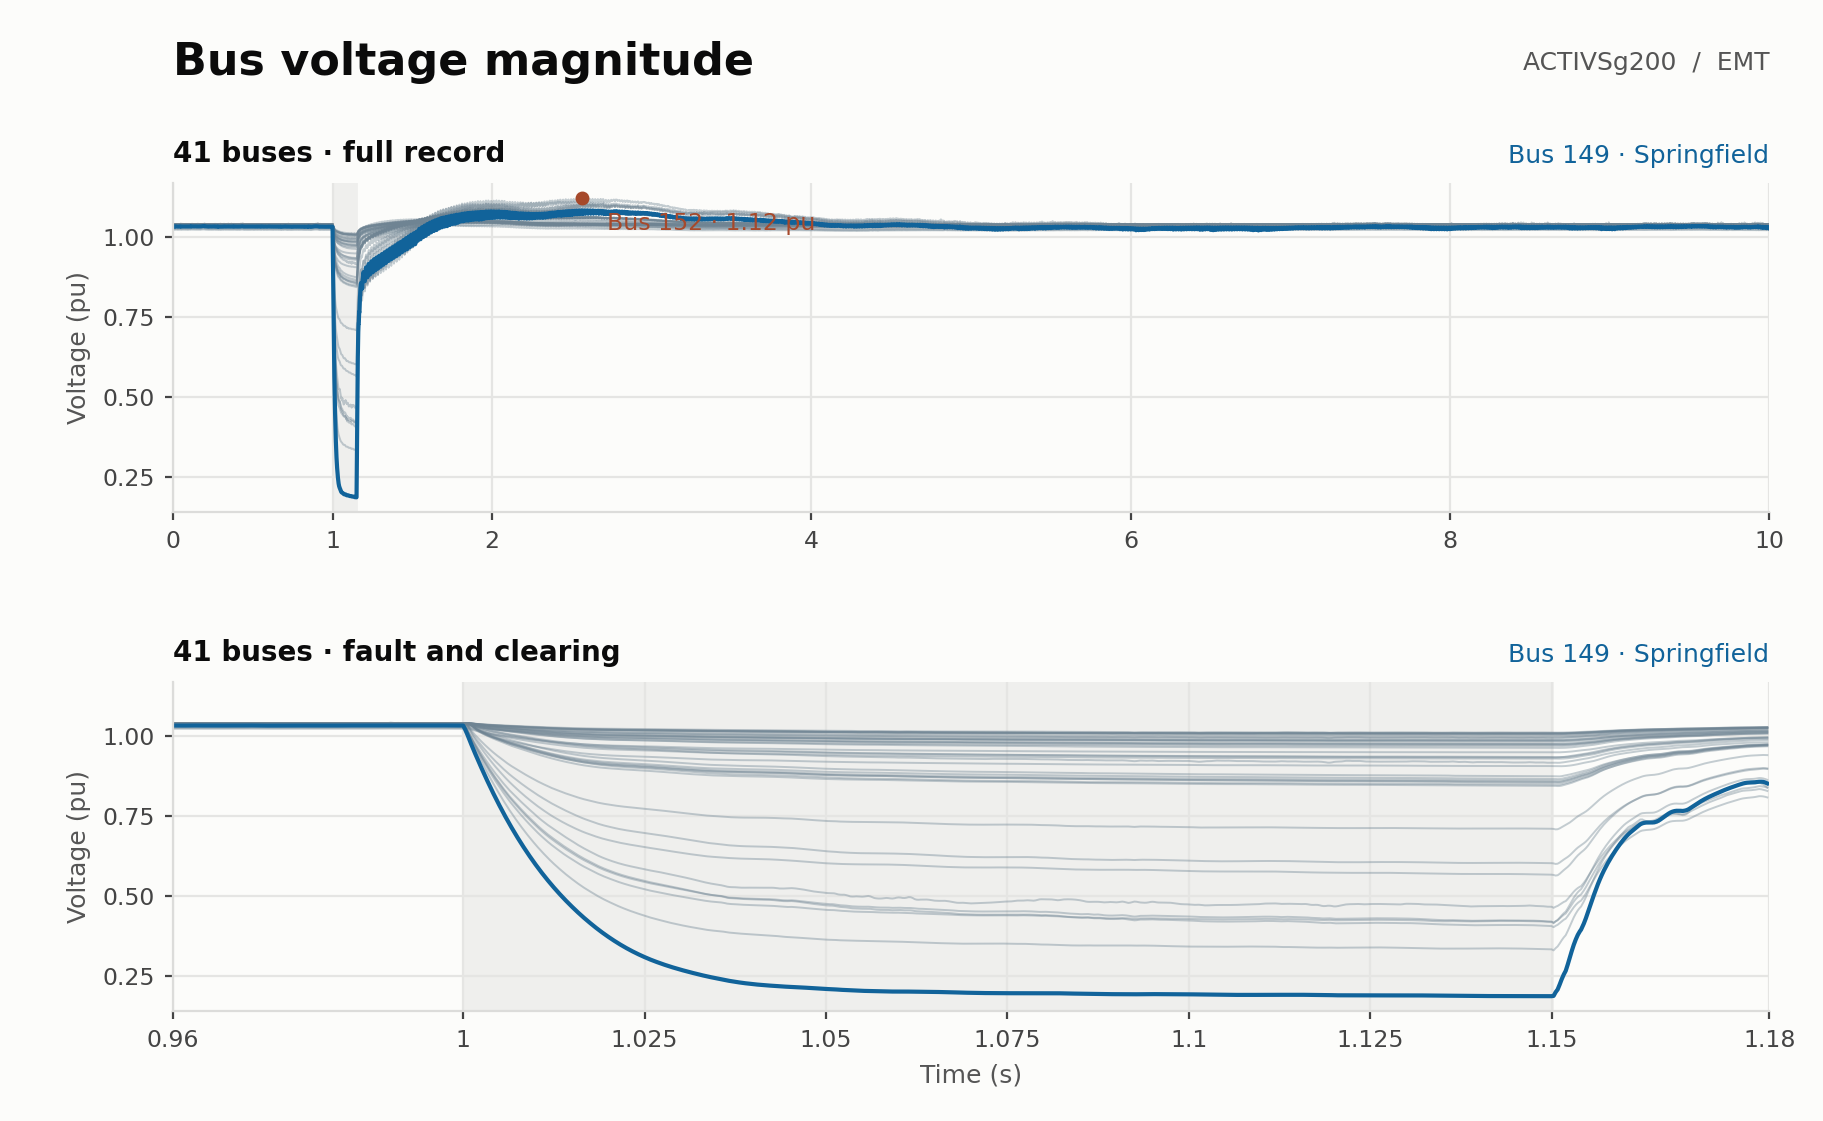 Bus voltage magnitude
ACTIVSg200 / EMT
41 buses · full record
Bus 149 · Springfield
Bus 152 · 1.12 pu
Voltage (pu)
1.00
0.75
0.50
0.25
0 1 2 4 6 8 10
41 buses · fault and clearing
Bus 149 · Springfield
Voltage (pu)
1.00
0.75
0.50
0.25
0.96 1 1.025 1.05 1.075 1.1 1.125 1.15 1.18
Time (s)